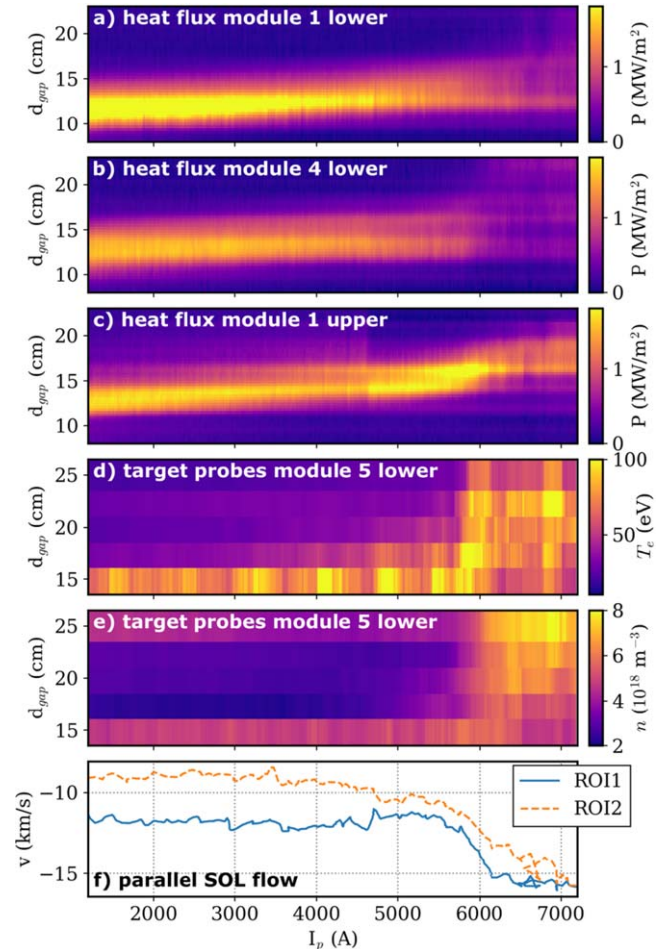 a) heat flux module 1 lower
20
15
10
d_gap (cm)
1
0
P (MW/m²)
b) heat flux module 4 lower
20
15
10
d_gap (cm)
1
0
P (MW/m²)
c) heat flux module 1 upper
20
15
10
d_gap (cm)
1
0
P (MW/m²)
d) target probes module 5 lower
25
20
15
d_gap (cm)
100
50
T_e (eV)
e) target probes module 5 lower
25
20
15
d_gap (cm)
8
6
4
2
n (10¹⁸ m⁻³)
−10
−15
v (km/s)
ROI1
ROI2
f) parallel SOL flow
2000 3000 4000 5000 6000 7000
I_p (A)